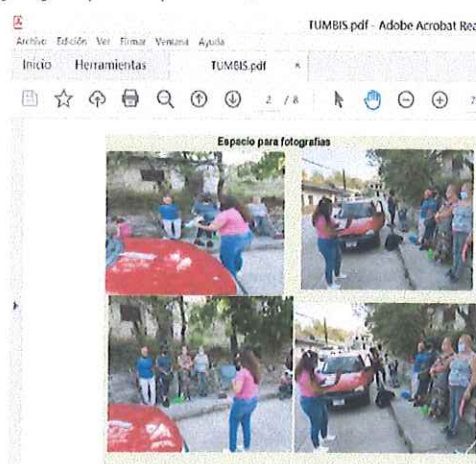 TUMBIS.pdf - Adobe Acrobat Rea
Archivo Edición Ver Firmar Ventana Ayuda
Inicio Herramientas TUMBIS.pdf ×
2 / 8
Espacio para fotografias